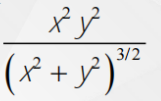 x² y²
(x² + y²)^3/2